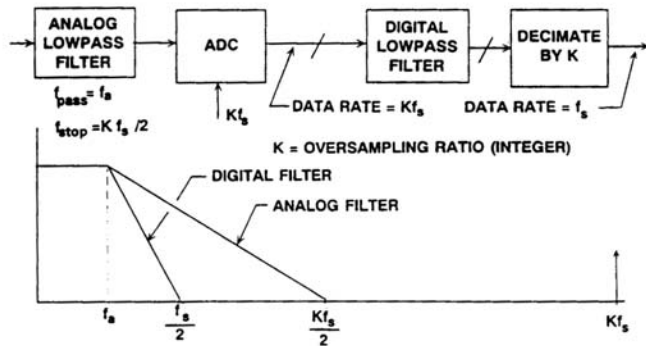 ANALOG
LOWPASS
FILTER
ADC
DIGITAL
LOWPASS
FILTER
DECIMATE
BY K
fpass= fa
fstop=K fs /2
Kfs
DATA RATE = Kfs
DATA RATE = fs
K = OVERSAMPLING RATIO (INTEGER)
DIGITAL FILTER
ANALOG FILTER
fa
fs
2
Kfs
2
Kfs